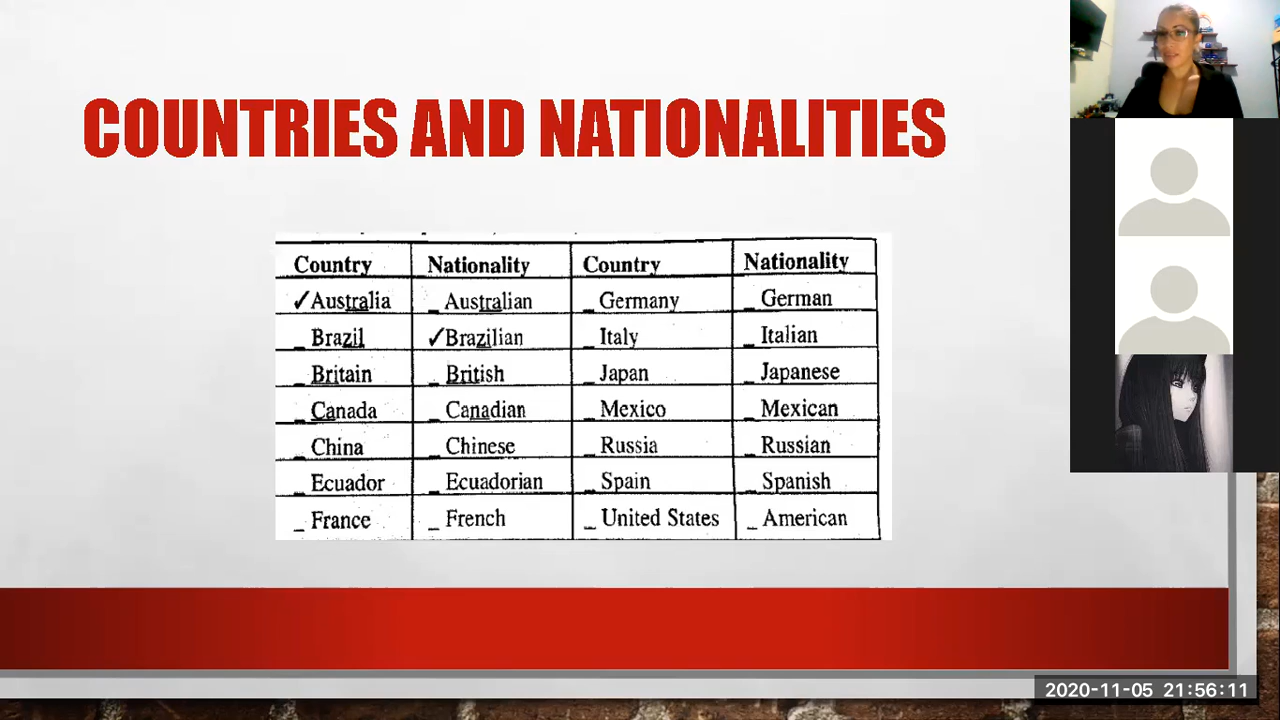 COUNTRIES AND NATIONALITIES
Country Nationality Country Nationality
✓Australia _ Australian _ Germany _ German
_ Brazil ✓Brazilian _ Italy _ Italian
_ Britain _ British _ Japan _ Japanese
_ Canada _ Canadian _ Mexico _ Mexican
_ China _ Chinese _ Russia _ Russian
_ Ecuador _ Ecuadorian _ Spain _ Spanish
_ France _ French _ United States _ American
2020-11-05 21:56:11